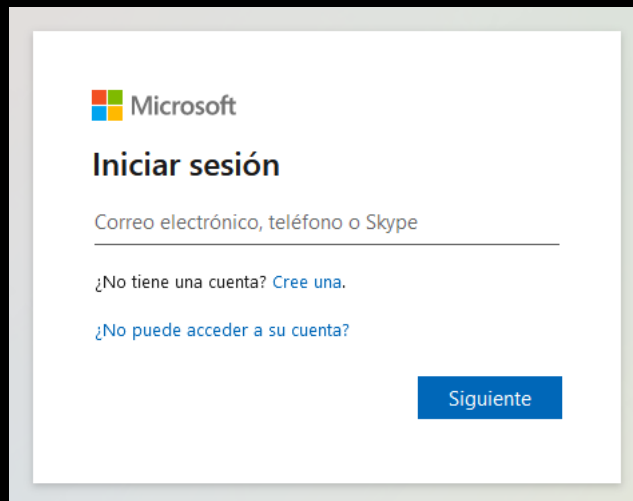 Microsoft
Iniciar sesión
Correo electrónico, teléfono o Skype
¿No tiene una cuenta? Cree una.
¿No puede acceder a su cuenta?
Siguiente